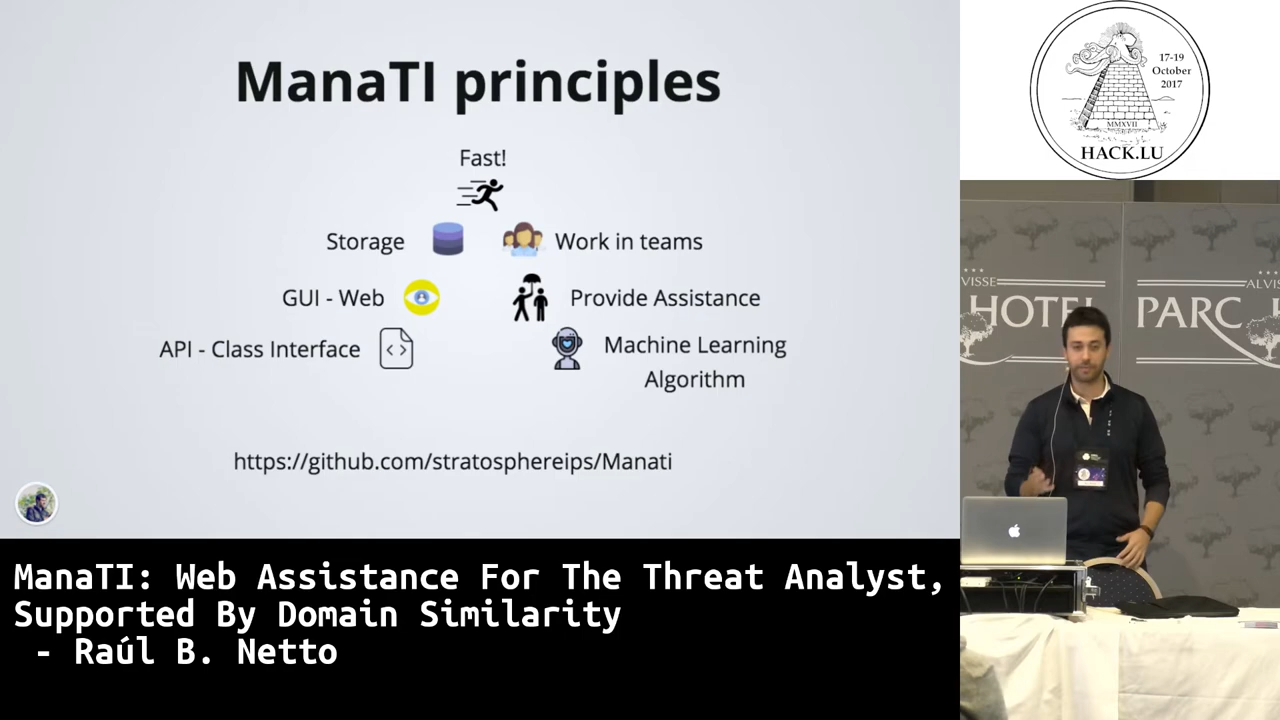 ManaTI principles
Fast!
Storage
Work in teams
GUI - Web
Provide Assistance
API - Class Interface
Machine Learning
Algorithm
https://github.com/stratosphereips/Manati
17-19
October
2017
MMXVII
HACK.LU
VISSE
HOTEL
ALVIS
PARC
ManaTI: Web Assistance For The Threat Analyst,
Supported By Domain Similarity
- Raúl B. Netto